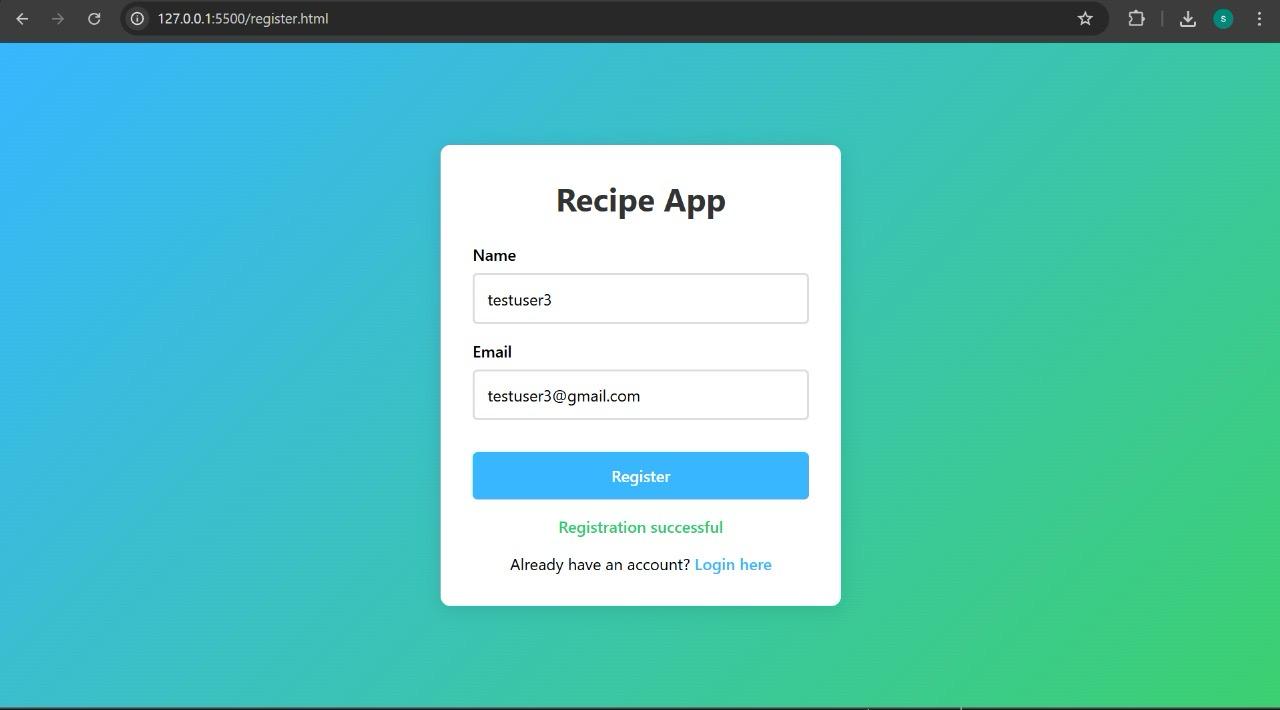 127.0.0.1:5500/register.html
S
Recipe App
Name
testuser3
Email
testuser3@gmail.com
Register
Registration successful
Already have an account? Login here